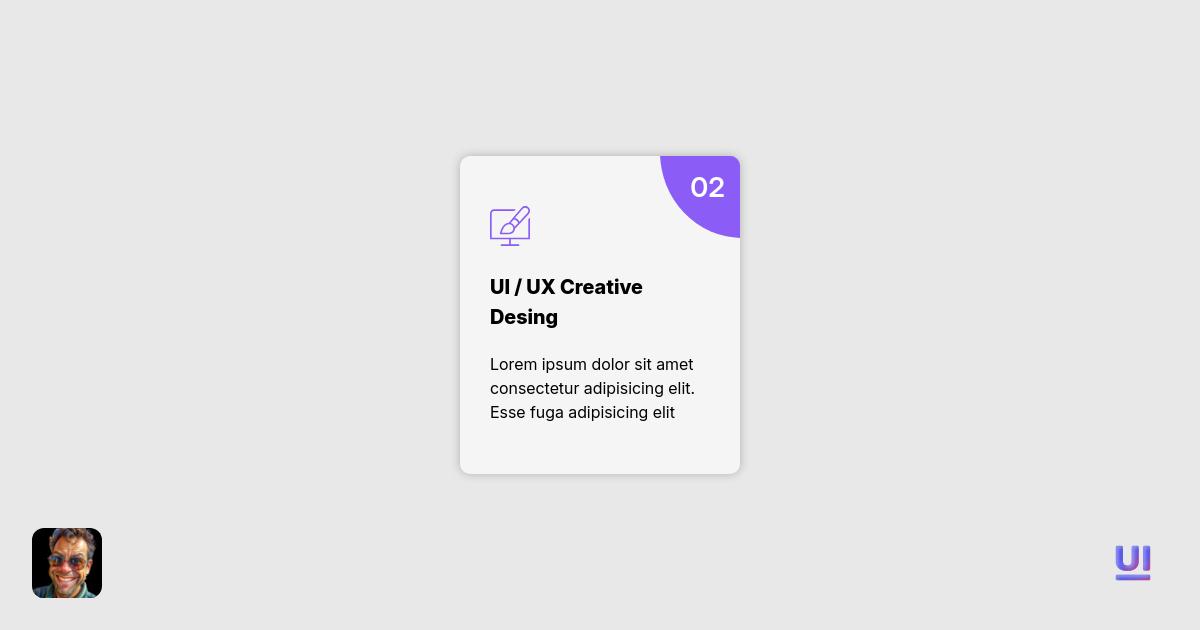 02
UI / UX Creative
Desing
Lorem ipsum dolor sit amet
consectetur adipisicing elit.
Esse fuga adipisicing elit
UI